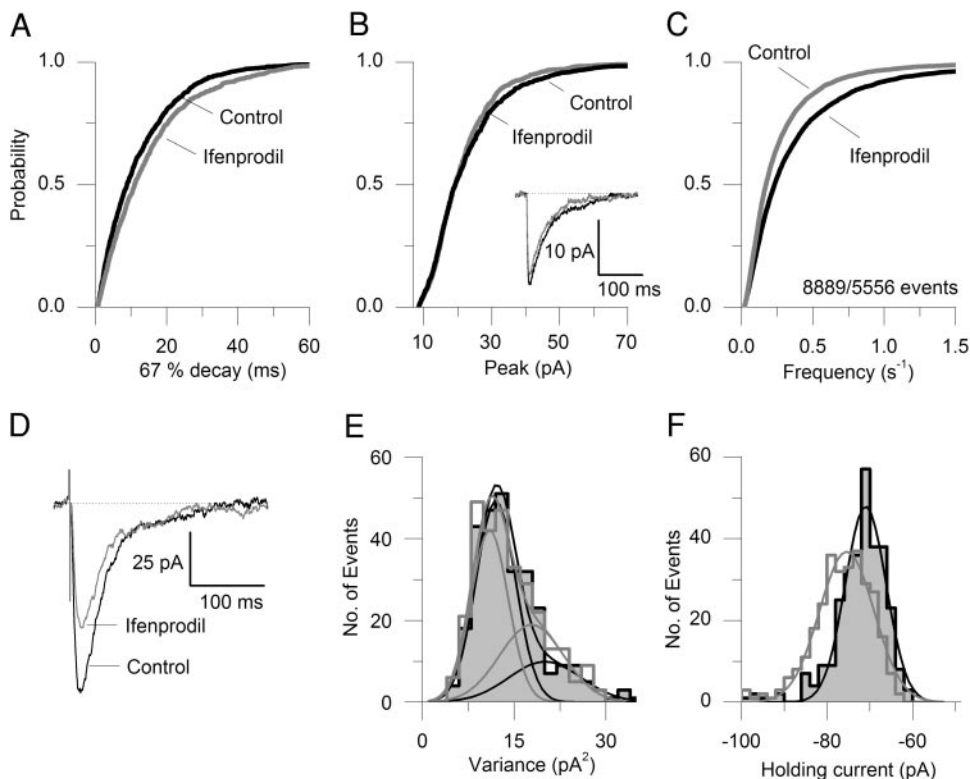 A
B
C
1.0
0.5
0.0
Probability
Control
Ifenprodil
0
20
40
60
67 % decay (ms)
1.0
0.5
0.0
Control
Ifenprodil
10 pA
100 ms
10
30
50
70
Peak (pA)
1.0
0.5
0.0
Control
Ifenprodil
8889/5556 events
0.0
0.5
1.0
1.5
Frequency (s⁻¹)
D
E
F
25 pA
100 ms
Ifenprodil
Control
60
40
20
0
No. of Events
0
15
30
Variance (pA²)
60
40
20
0
No. of Events
-100
-80
-60
Holding current (pA)